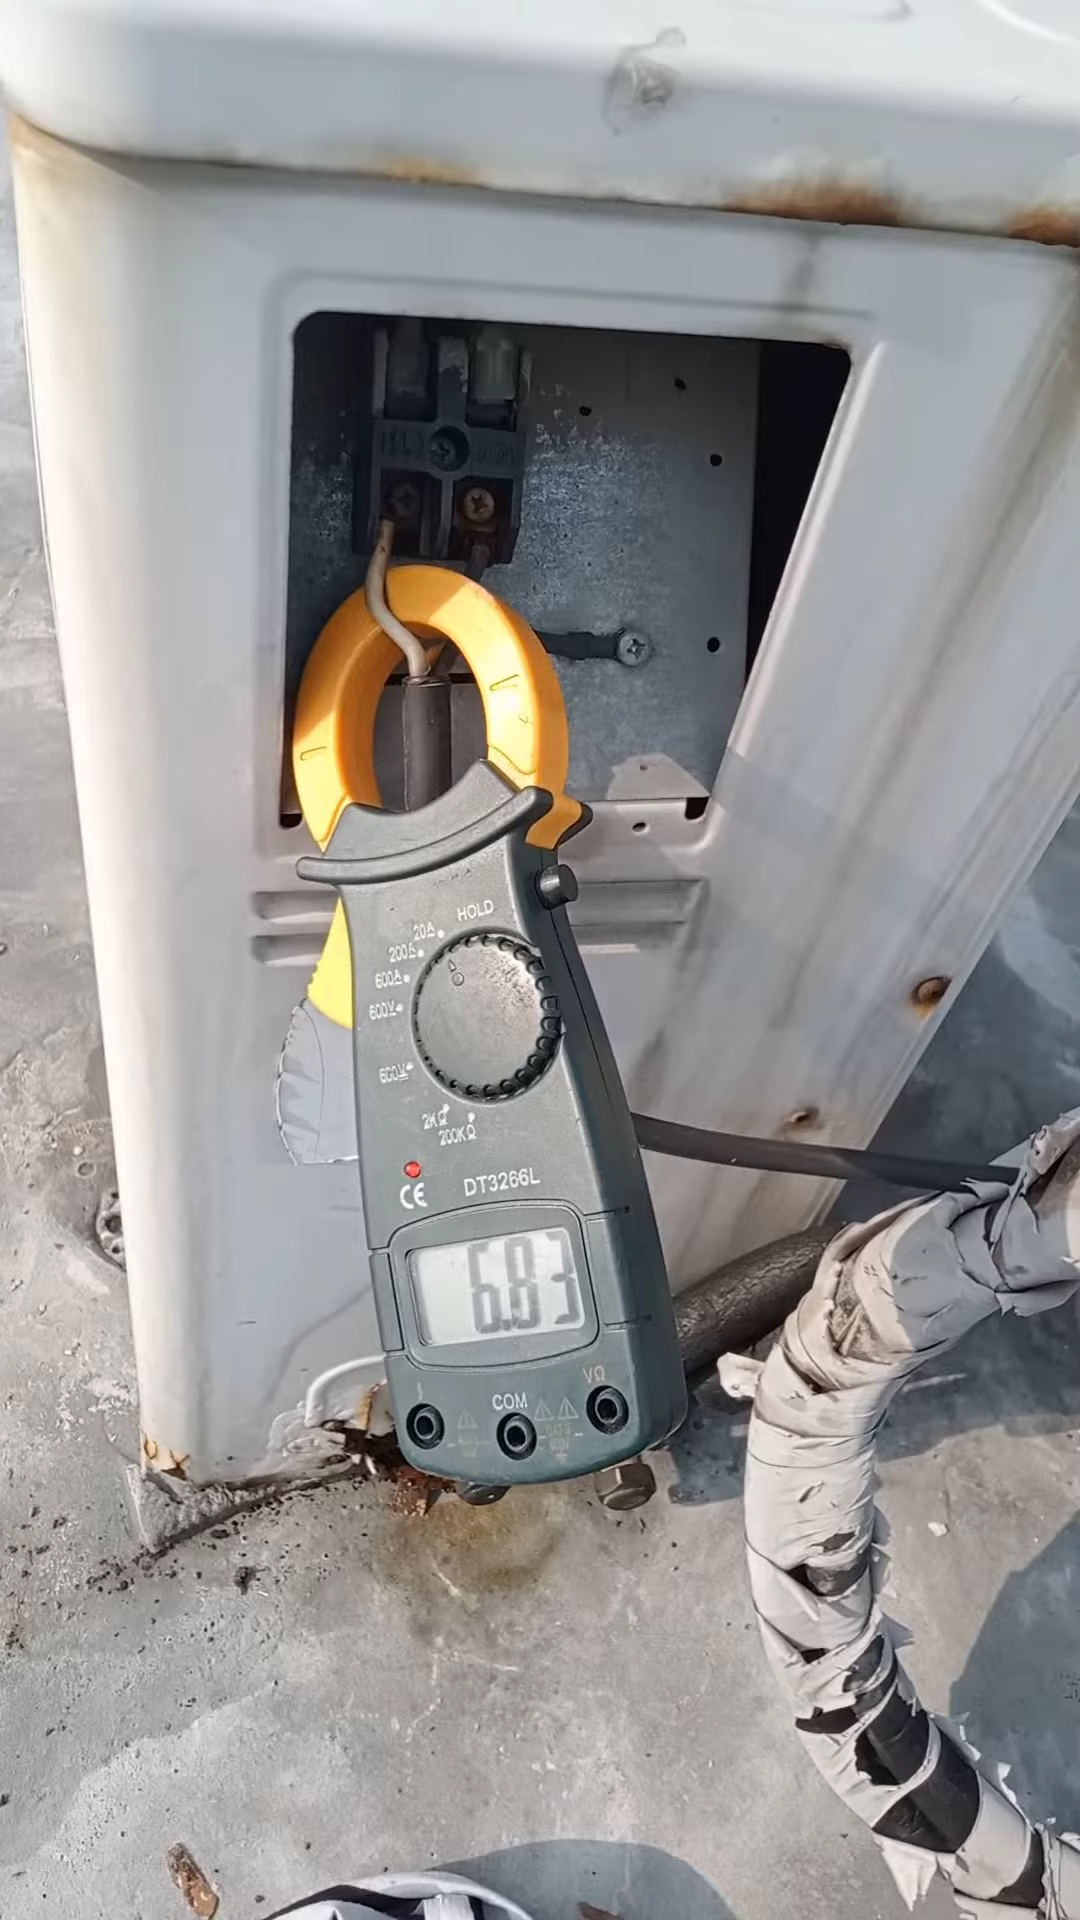 HOLD
20A
200A
600A
600V
600V
2KΩ
200KΩ
CE
DT3266L
6.83
VΩ
COM